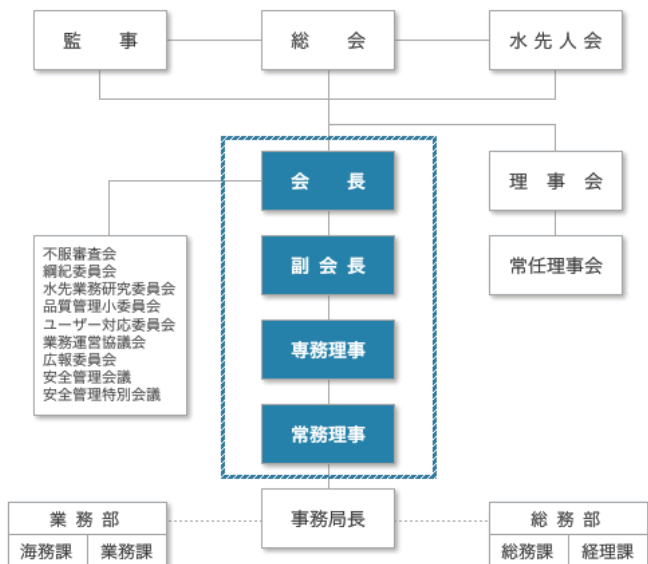 監事
総会
水先人会
会長
理事会
不服審査会
綱紀委員会
水先業務研究委員会
品質管理小委員会
ユーザー対応委員会
業務運営協議会
広報委員会
安全管理会議
安全管理特別会議
副会長
常任理事会
専務理事
常務理事
事務局長
業務部
海務課
業務課
総務部
総務課
経理課